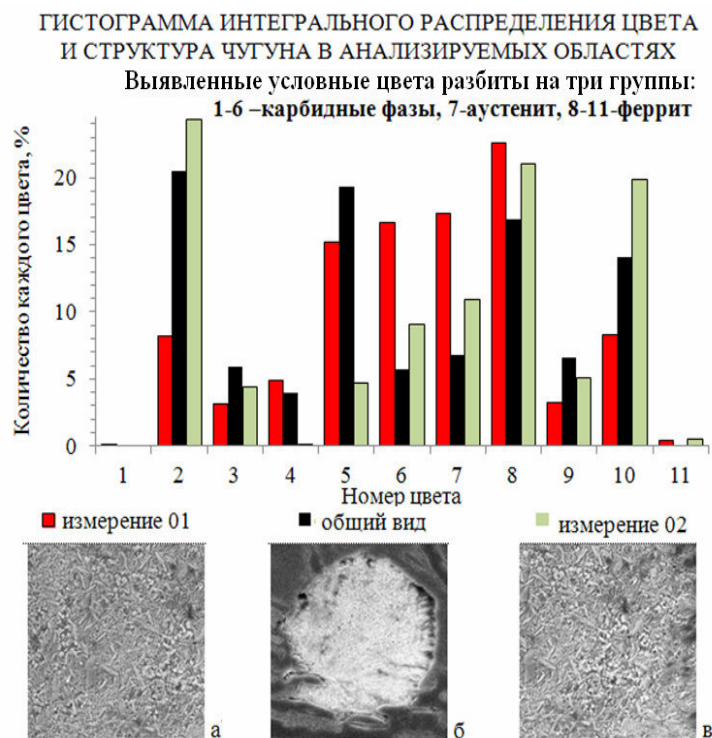 ГИСТОГРАММА ИНТЕГРАЛЬНОГО РАСПРЕДЕЛЕНИЯ ЦВЕТА
И СТРУКТУРА ЧУГУНА В АНАЛИЗИРУЕМЫХ ОБЛАСТЯХ
Выявленные условные цвета разбиты на три группы:
1-6 –карбидные фазы, 7-аустенит, 8-11-феррит
Количество каждого цвета, %
20
15
10
5
0
1 2 3 4 5 6 7 8 9 10 11
Номер цвета
измерение 01 общий вид измерение 02
а б в